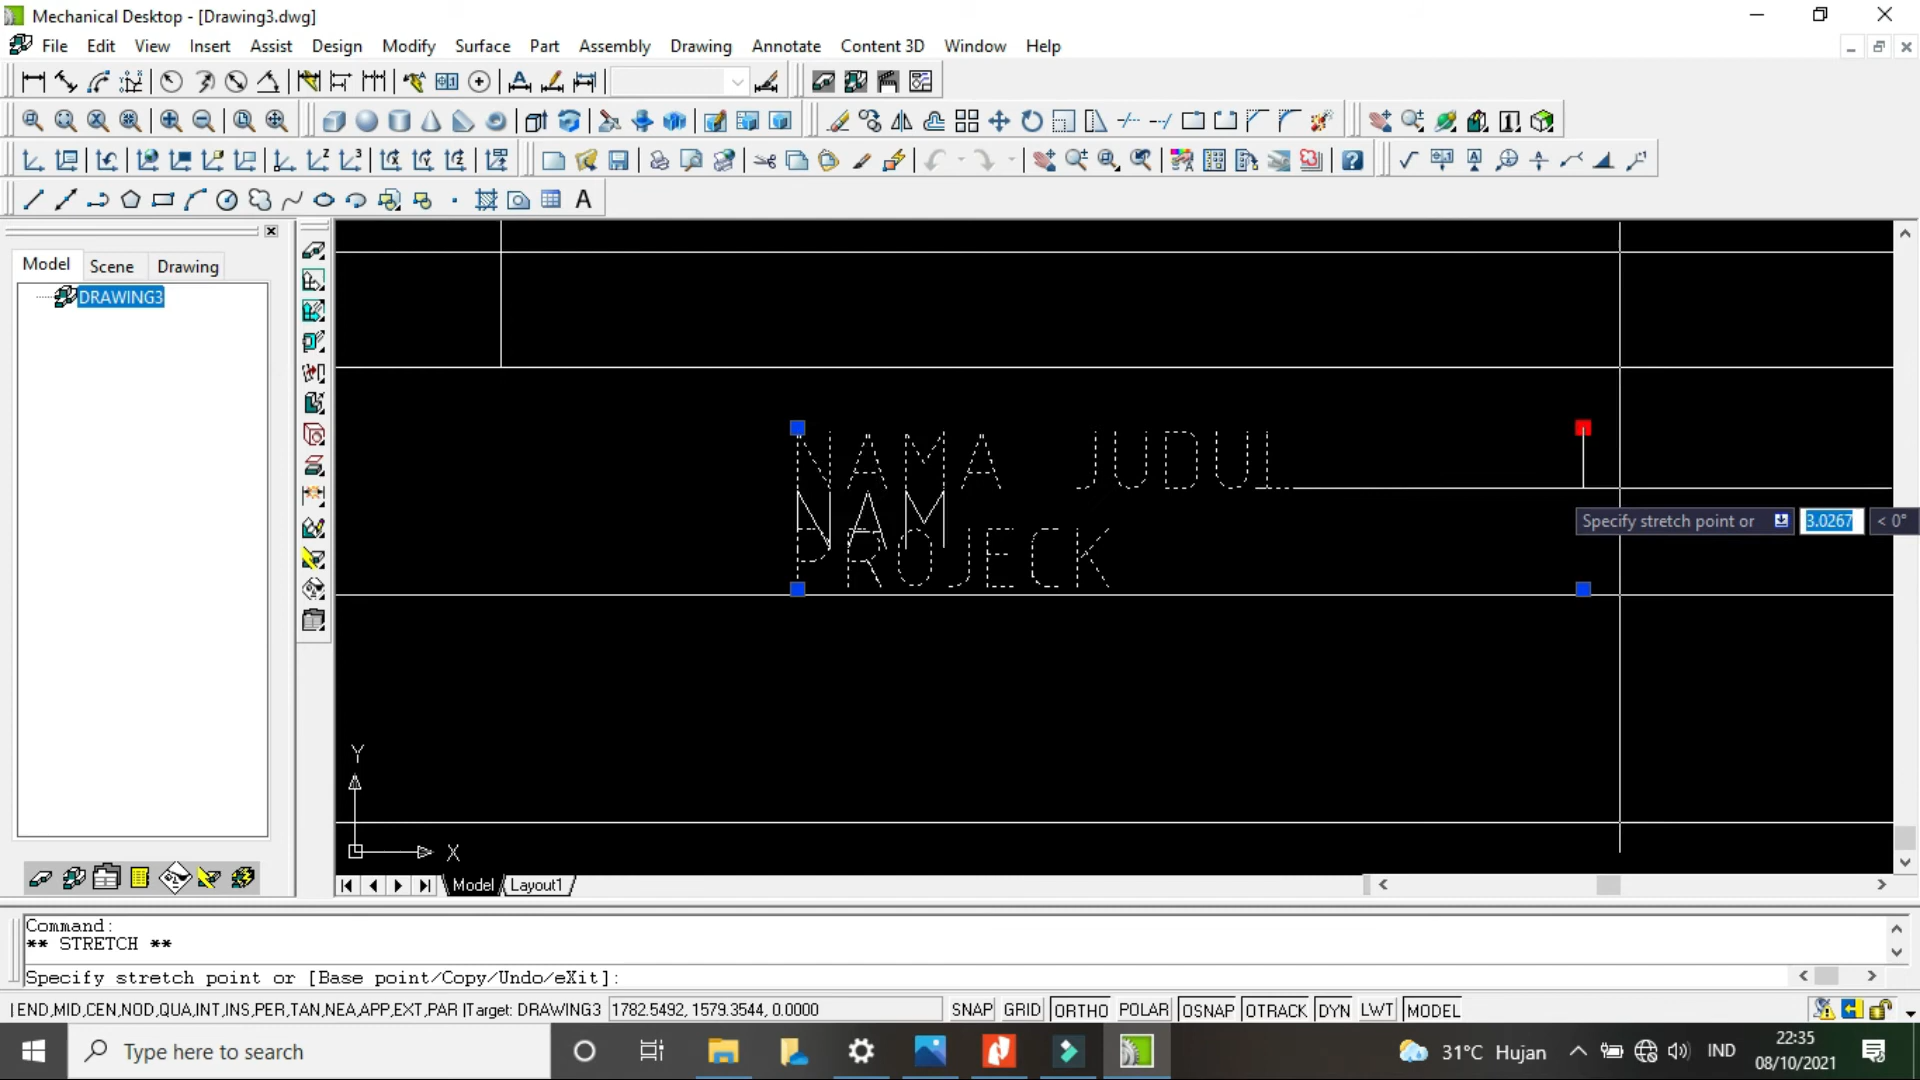 Mechanical Desktop - [Drawing3.dwg]
File Edit View Insert Assist Design Modify Surface Part Assembly Drawing Annotate Content 3D Window Help
Model Scene Drawing
DRAWING3
NAMA JUDUL
NAM
PROJECK
Specify stretch point or 3.0267 < 0°
Y
X
Model Layout1
Command:
** STRETCH **
Specify stretch point or [Base point/Copy/Undo/eXit]:
|END,MID,CEN,NOD,QUA,INT,INS,PER,TAN,NEA,APP,EXT,PAR |Target: DRAWING3 1782.5492, 1579.3544, 0.0000 SNAP GRID ORTHO POLAR OSNAP OTRACK DYN LWT MODEL
Type here to search
31°C Hujan
IND
22:35
08/10/2021